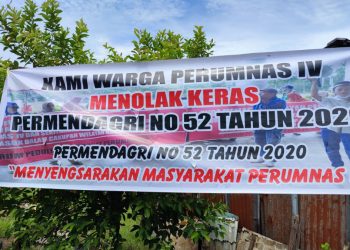 KAMI WARGA PERUMNAS IV
MENOLAK KERAS
PERMENDAGRI NO 52 TAHUN 202
PERMENDAGRI NO 52 TAHUN 2020
"MENYENGSARAKAN MASYARAKAT PERUMNAS